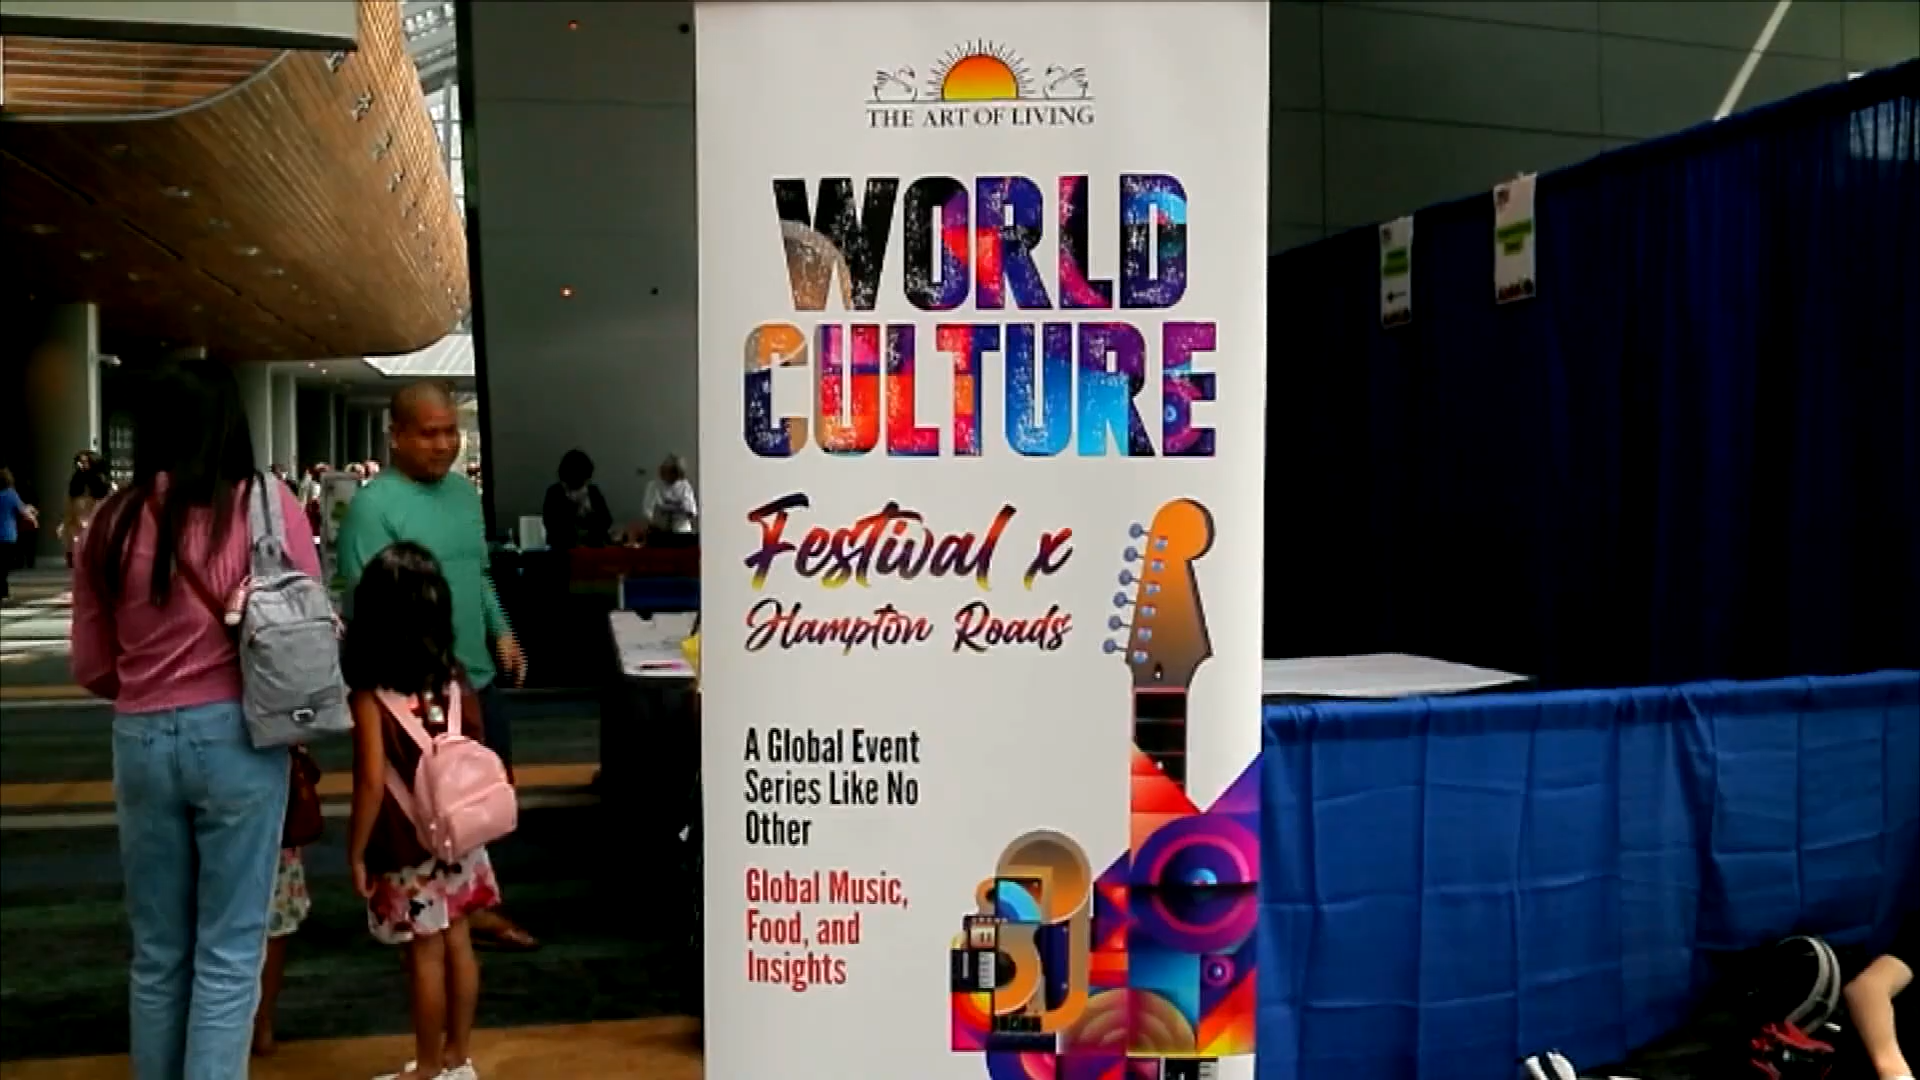 THE ART OF LIVING
WORLD
CULTURE
Festival x
Hampton Roads
A Global Event
Series Like No
Other
Global Music,
Food, and
Insights